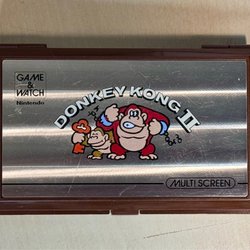 GAME
& WATCH
Nintendo
DONKEY KONG II
MULTI SCREEN